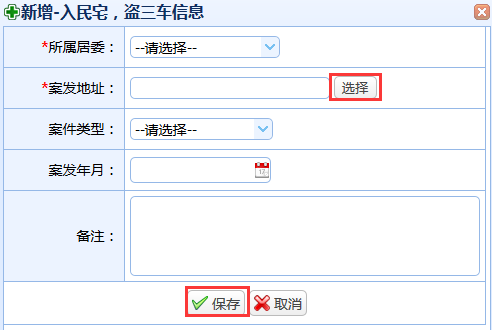 新增-入民宅，盗三车信息
*所属居委： --请选择--
*案发地址： 选择
案件类型： --请选择--
案发年月：
备注：
保存 取消